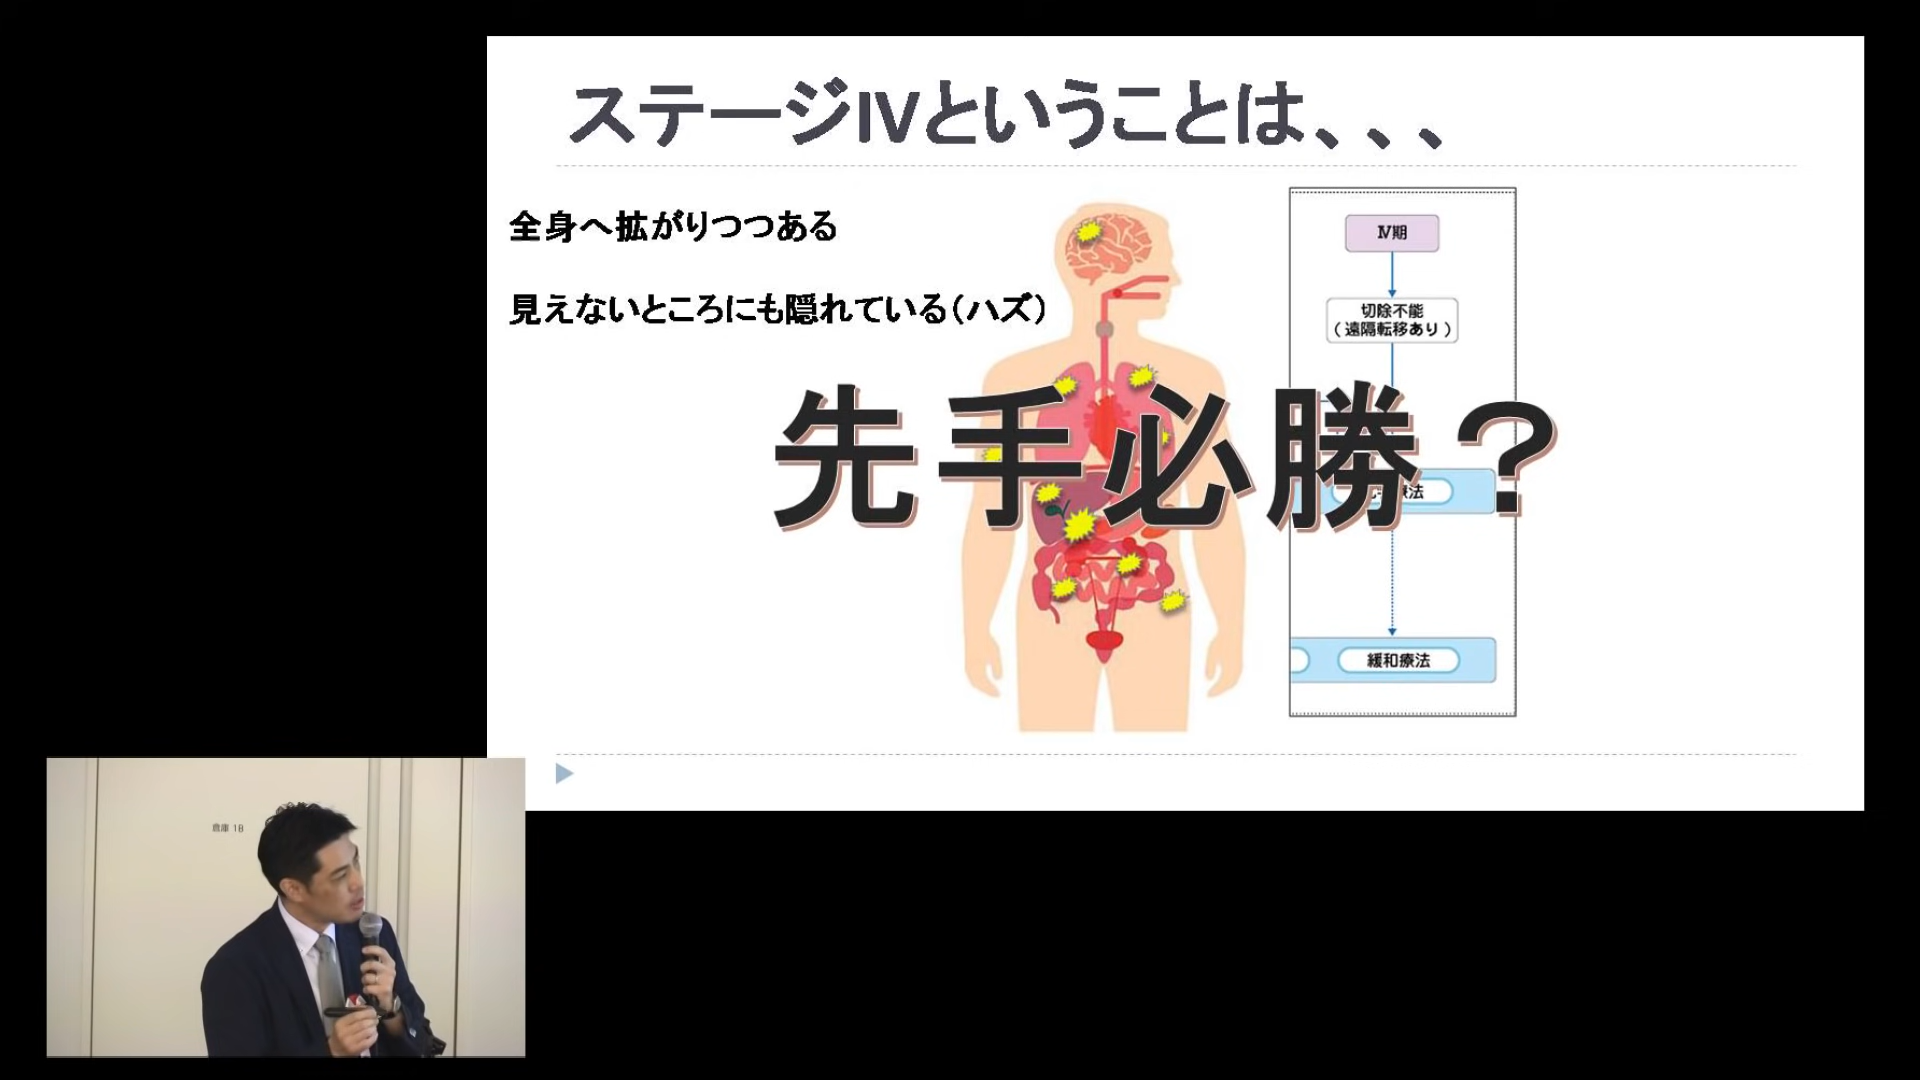 ステージⅣということは、、、
全身へ拡がりつつある
見えないところにも隠れている(ハズ)
Ⅳ期
切除不能
(遠隔転移あり)
先手必勝?
療法
緩和療法
倉庫 1B